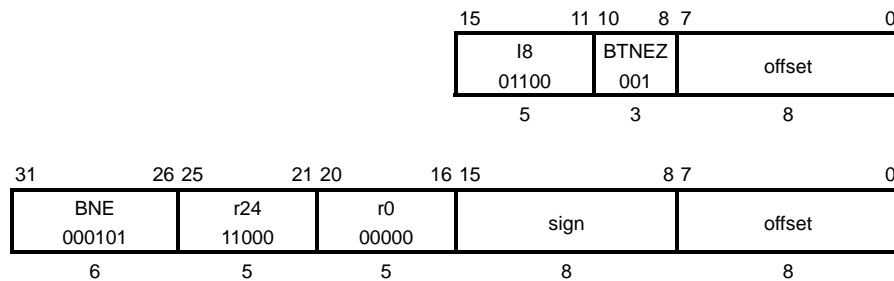 15 11 10 8 7 0
I8 BTNEZ offset
01100 001
5 3 8
31 26 25 21 20 16 15 8 7 0
BNE r24 r0 sign offset
000101 11000 00000
6 5 5 8 8